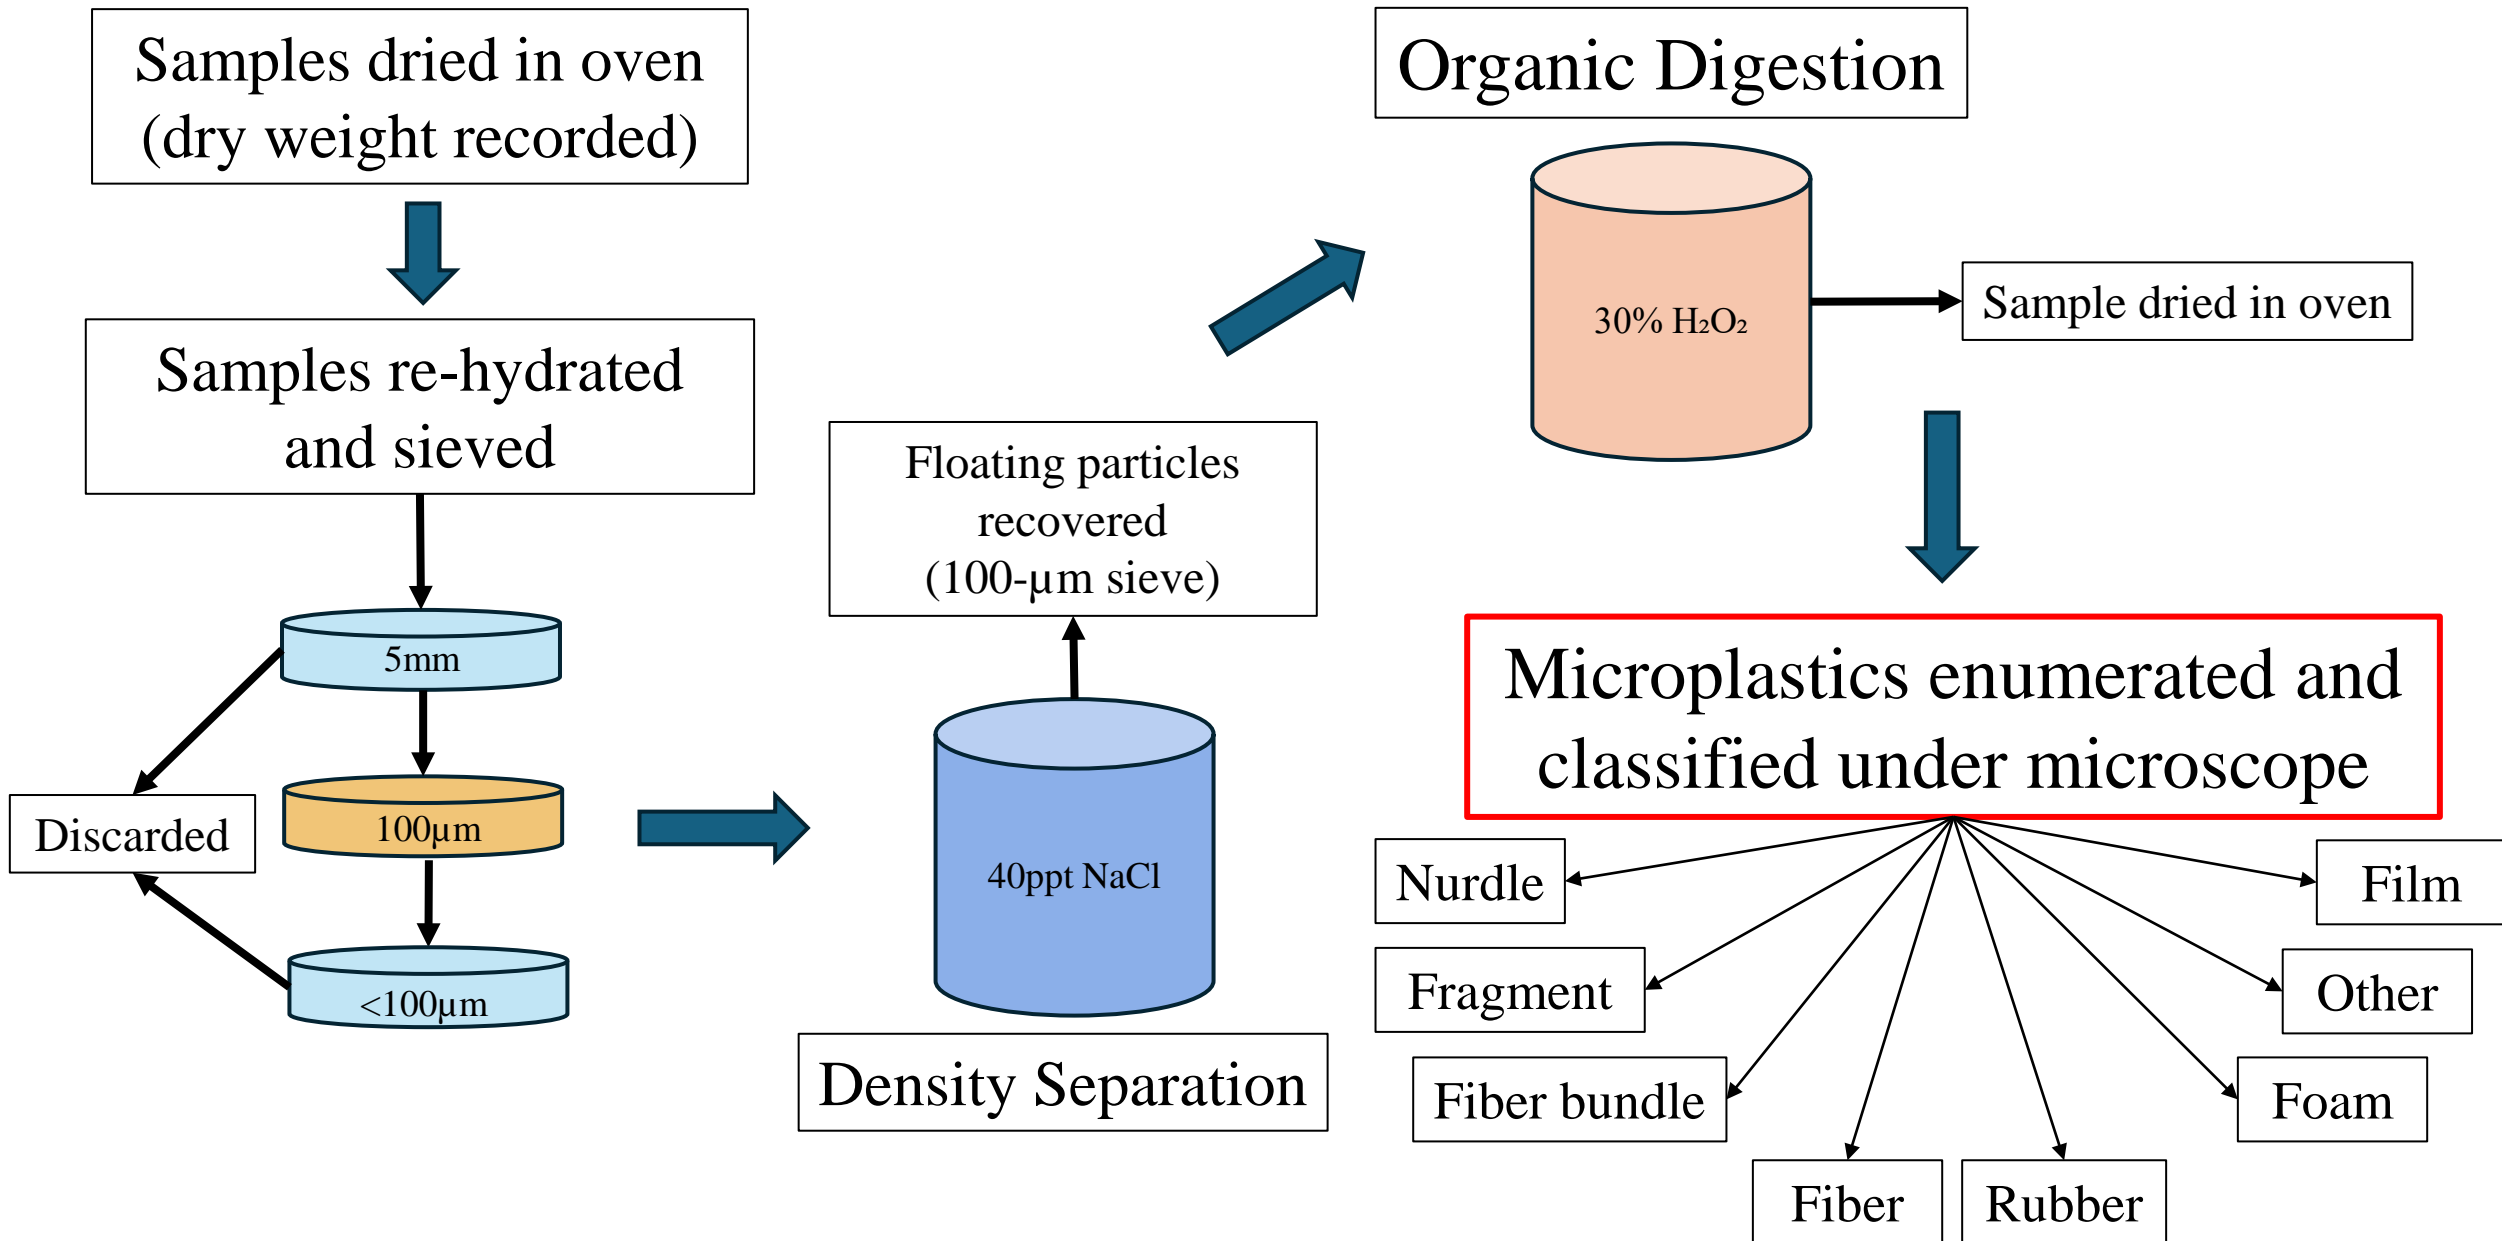 Samples dried in oven
(dry weight recorded)
Samples re-hydrated
and sieved
5mm
100µm
<100µm
Discarded
Floating particles
recovered
(100-µm sieve)
40ppt NaCl
Density Separation
Organic Digestion
30% H₂O₂
Sample dried in oven
Microplastics enumerated and
classified under microscope
Nurdle
Fragment
Fiber bundle
Fiber
Rubber
Foam
Other
Film